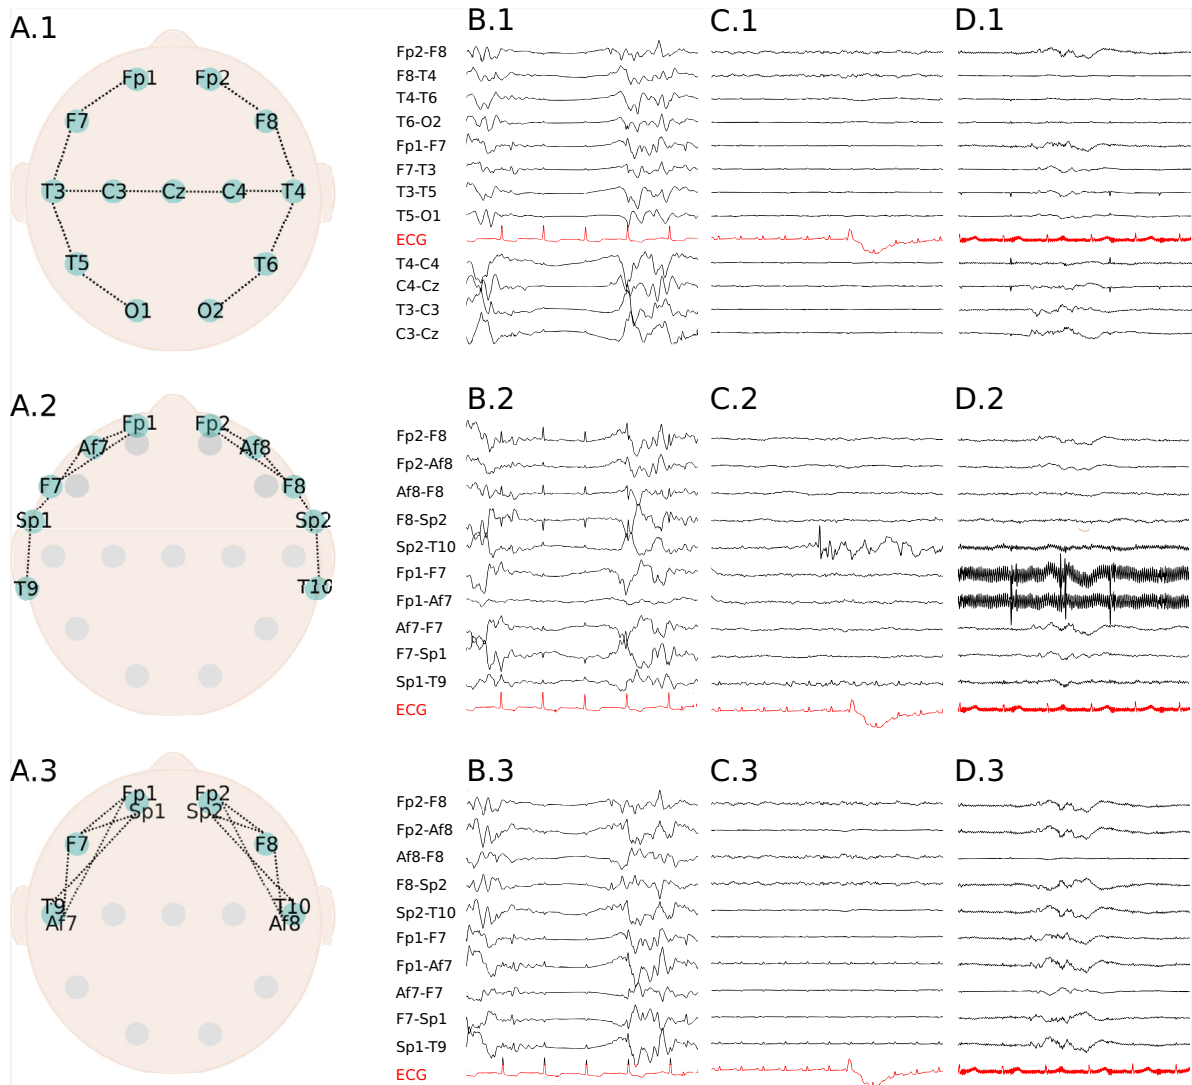 A.1
Fp1 Fp2
F7 F8
T3 C3 Cz C4 T4
T5 T6
O1 O2
B.1 C.1 D.1
Fp2-F8
F8-T4
T4-T6
T6-O2
Fp1-F7
F7-T3
T3-T5
T5-O1
ECG
T4-C4
C4-Cz
T3-C3
C3-Cz
A.2
Fp1 Fp2
Af7 Af8
F7 F8
Sp1 Sp2
T9 T10
B.2 C.2 D.2
Fp2-F8
Fp2-Af8
Af8-F8
F8-Sp2
Sp2-T10
Fp1-F7
Fp1-Af7
Af7-F7
F7-Sp1
Sp1-T9
ECG
A.3
Fp1 Fp2
Sp1 Sp2
F7 F8
T9 T10
Af7 Af8
B.3 C.3 D.3
Fp2-F8
Fp2-Af8
Af8-F8
F8-Sp2
Sp2-T10
Fp1-F7
Fp1-Af7
Af7-F7
F7-Sp1
Sp1-T9
ECG